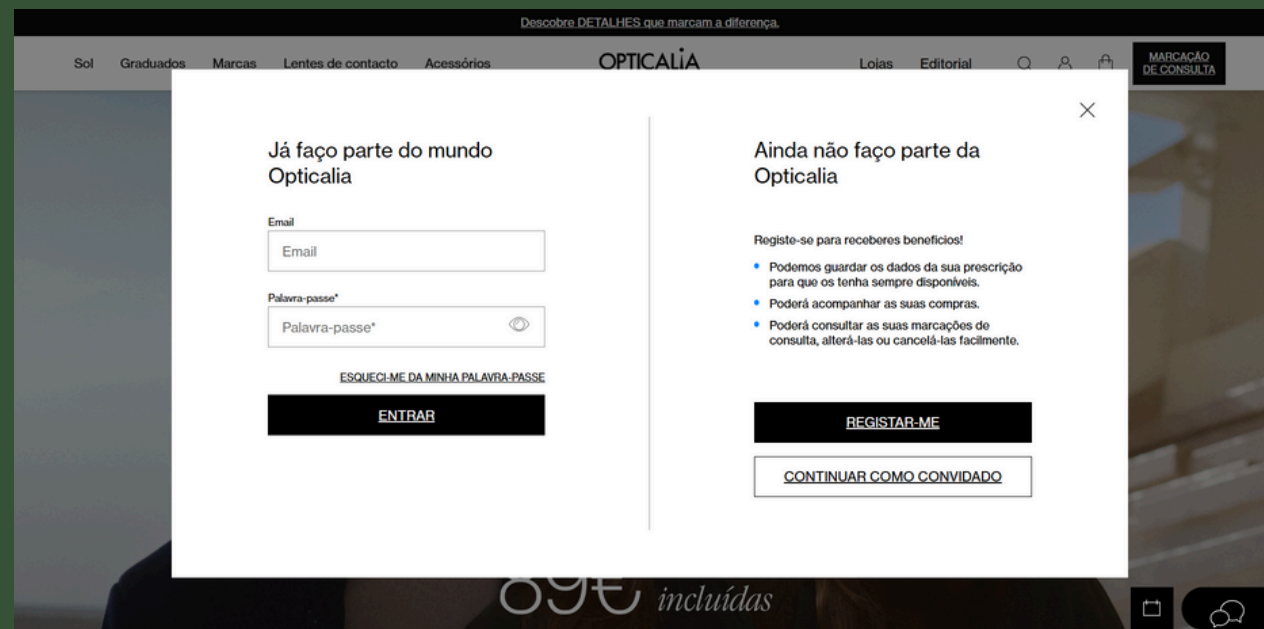 Descobre DETALHES que marcam a diferença.
Sol Graduados Marcas Lentes de contacto Acessórios OPTICALiA Lojas Editorial MARCAÇÃO
DE CONSULTA
Já faço parte do mundo
Opticalia
Email
Email
Palavra-passe*
Palavra-passe*
ESQUECI-ME DA MINHA PALAVRA-PASSE
ENTRAR
Ainda não faço parte da
Opticalia
Registe-se para receberes beneficios!
Podemos guardar os dados da sua prescrição
para que os tenha sempre disponíveis.
Poderá acompanhar as suas compras.
Poderá consultar as suas marcações de
consulta, alterá-las ou cancelá-las facilmente.
REGISTAR-ME
CONTINUAR COMO CONVIDADO
89€ incluídas